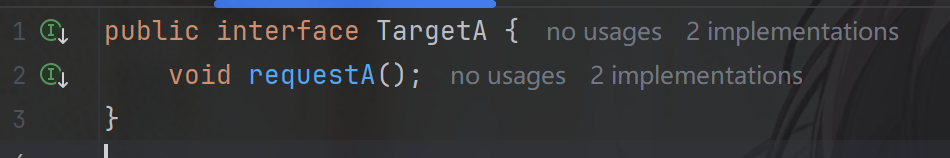 1 public interface TargetA { no usages 2 implementations
2 void requestA(); no usages 2 implementations
3 }